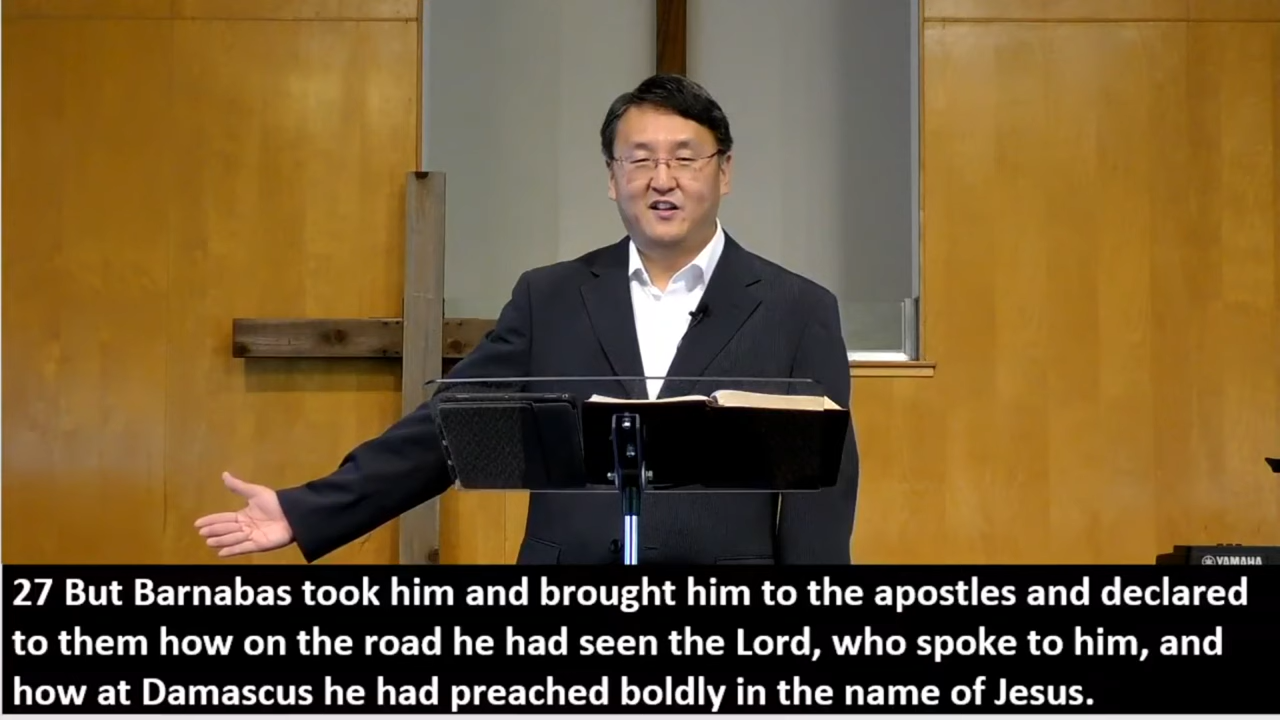 YAMAHA
27 But Barnabas took him and brought him to the apostles and declared
to them how on the road he had seen the Lord, who spoke to him, and
how at Damascus he had preached boldly in the name of Jesus.